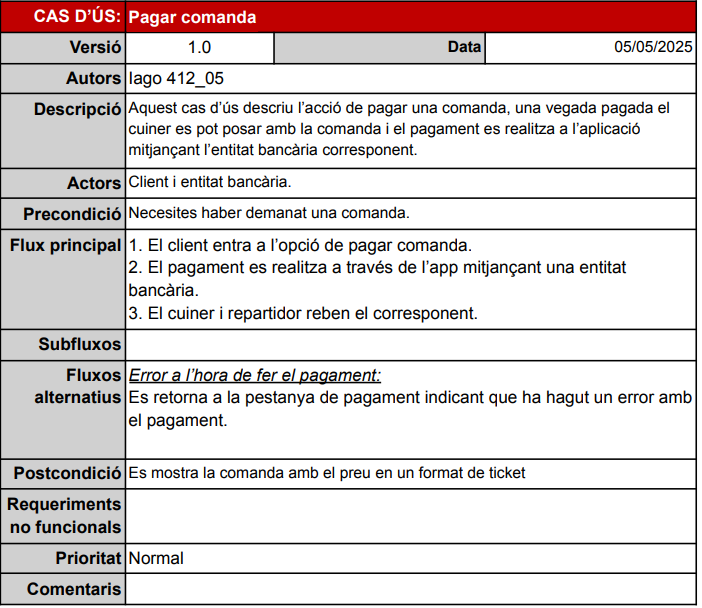 CAS D’ÚS: Pagar comanda
Versió 1.0 Data 05/05/2025
Autors Iago 412_05
Descripció Aquest cas d’ús descriu l’acció de pagar una comanda, una vegada pagada el
cuiner es pot posar amb la comanda i el pagament es realitza a l’aplicació
mitjançant l’entitat bancària corresponent.
Actors Client i entitat bancària.
Precondició Necesites haber demanat una comanda.
Flux principal 1. El client entra a l’opció de pagar comanda.
2. El pagament es realitza a través de l’app mitjançant una entitat
bancària.
3. El cuiner i repartidor reben el corresponent.
Subfluxos
Fluxos Error a l’hora de fer el pagament:
alternatius Es retorna a la pestanya de pagament indicant que ha hagut un error amb
el pagament.
Postcondició Es mostra la comanda amb el preu en un format de ticket
Requeriments
no funcionals
Prioritat Normal
Comentaris